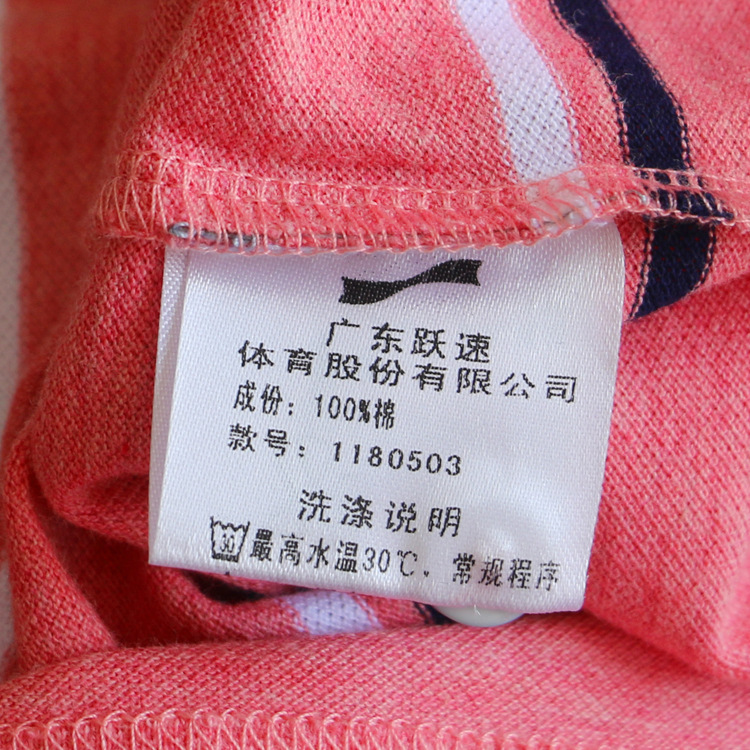 广东跃速
体育股份有限公司
成份：100%棉
款号：1180503
洗涤说明
30 最高水温30℃．常规程序